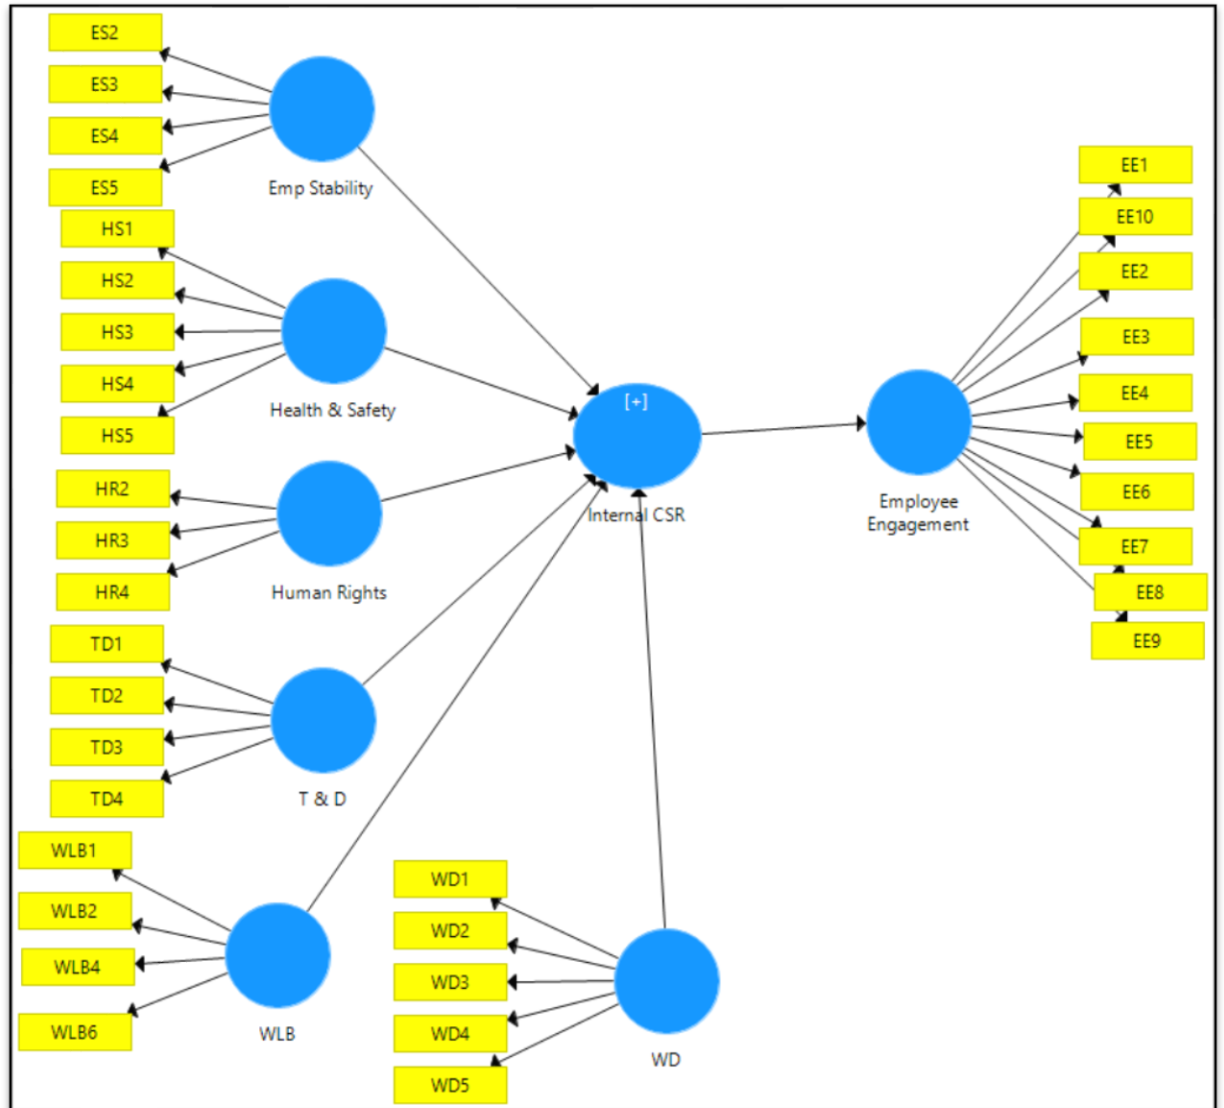 ES2
ES3
ES4
ES5
Emp Stability
HS1
HS2
HS3
HS4
HS5
Health & Safety
HR2
HR3
HR4
Human Rights
TD1
TD2
TD3
TD4
T & D
WLB1
WLB2
WLB4
WLB6
WLB
WD1
WD2
WD3
WD4
WD5
WD
[+]
Internal CSR
Employee
Engagement
EE1
EE10
EE2
EE3
EE4
EE5
EE6
EE7
EE8
EE9